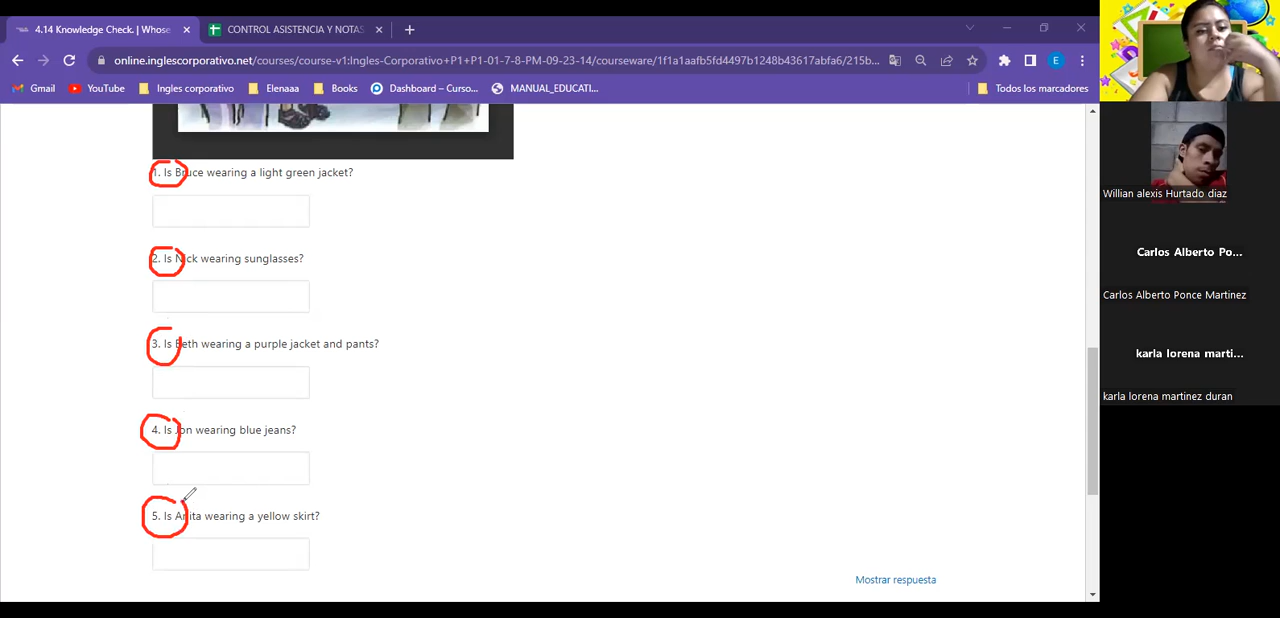 4.14 Knowledge Check. | Whose
CONTROL ASISTENCIA Y NOTAS
online.inglescorporativo.net/courses/course-v1:Ingles-Corporativo+P1+P1-01-7-8-PM-09-23-14/courseware/1f1a1aafb5fd4497b1248b43617abfa6/215b...
E
Gmail
YouTube
Ingles corporativo
Elenaaa
Books
Dashboard – Curso...
MANUAL_EDUCATI...
Todos los marcadores
1. Is Bruce wearing a light green jacket?
2. Is Nick wearing sunglasses?
3. Is Beth wearing a purple jacket and pants?
4. Is Jon wearing blue jeans?
5. Is Anita wearing a yellow skirt?
Mostrar respuesta
Willian alexis Hurtado diaz
Carlos Alberto Po...
Carlos Alberto Ponce Martinez
karla lorena marti...
karla lorena martinez duran